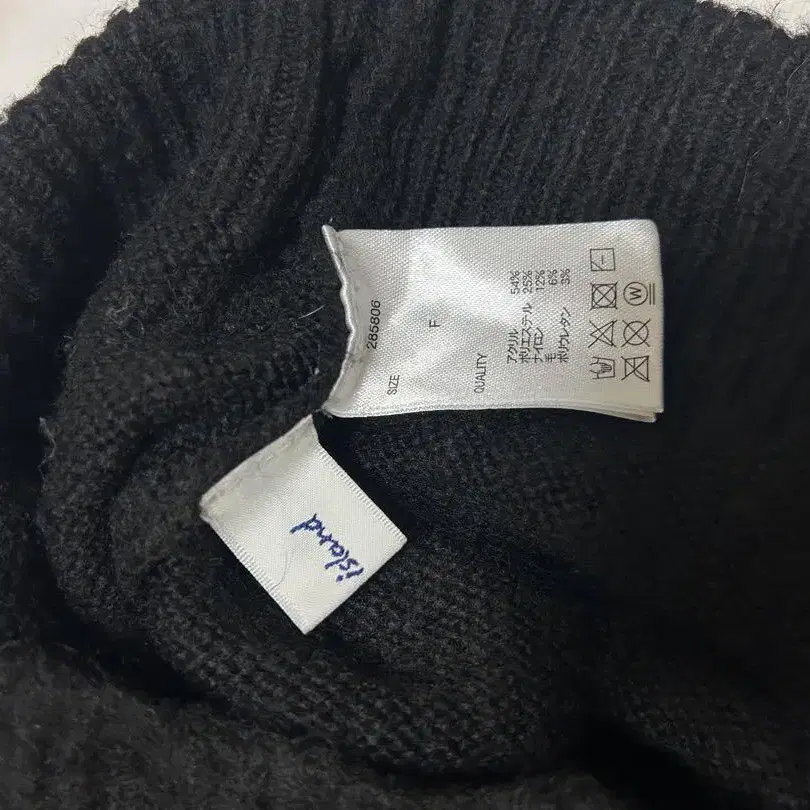 285806
SIZE F
QUALITY
アクリル 54%
ポリエステル 25%
ナイロン 12%
毛 6%
ポリウレタン 3%
W
island